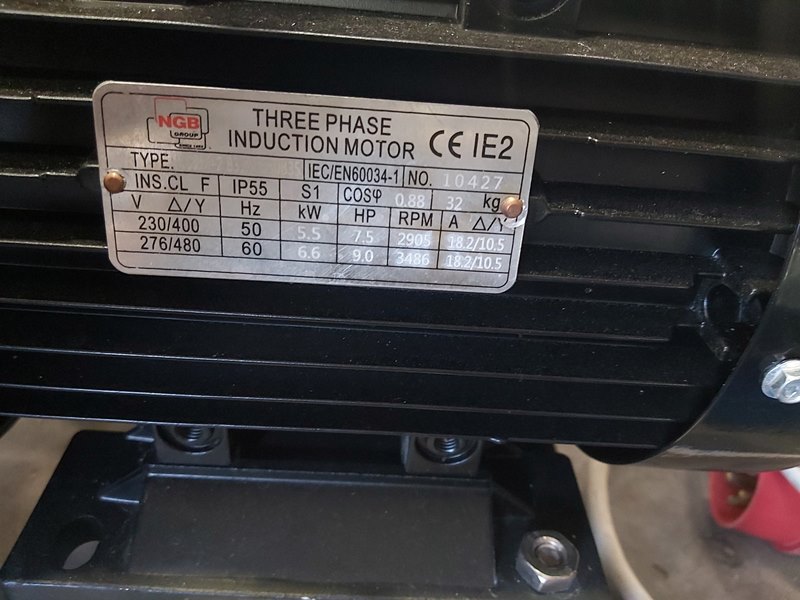 NGB
GROUP
THREE PHASE
INDUCTION MOTOR
CE IE2
TYPE.
IEC/EN60034-1 NO. 10427
INS.CL F IP55 S1 COSφ 0.88 32 kg
V Δ/Y Hz kW HP RPM A Δ/Y
230/400 50 5.5 7.5 2905 18.2/10.5
276/480 60 6.6 9.0 3486 18.2/10.5